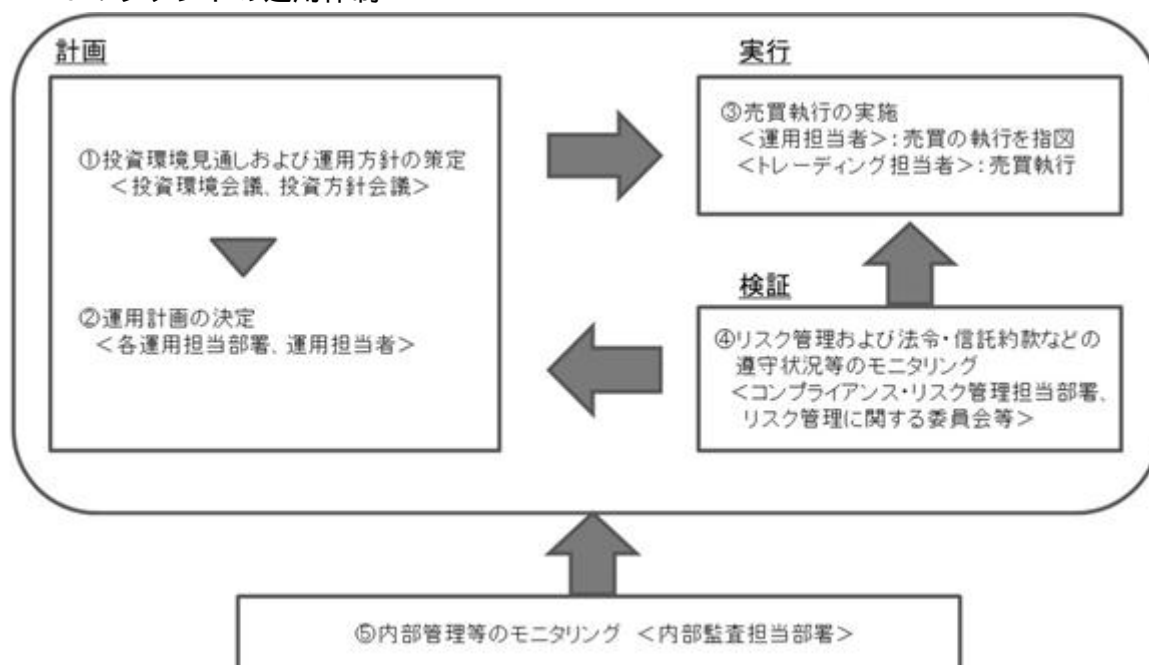 計画
①投資環境見通しおよび運用方針の策定
<投資環境会議、投資方針会議>
②運用計画の決定
<各運用担当部署、運用担当者>
実行
③売買執行の実施
<運用担当者>:売買の執行を指図
<トレーディング担当者>:売買執行
検証
④リスク管理および法令・信託約款などの
遵守状況等のモニタリング
<コンプライアンス・リスク管理担当部署、
リスク管理に関する委員会等>
⑤内部管理等のモニタリング <内部監査担当部署>